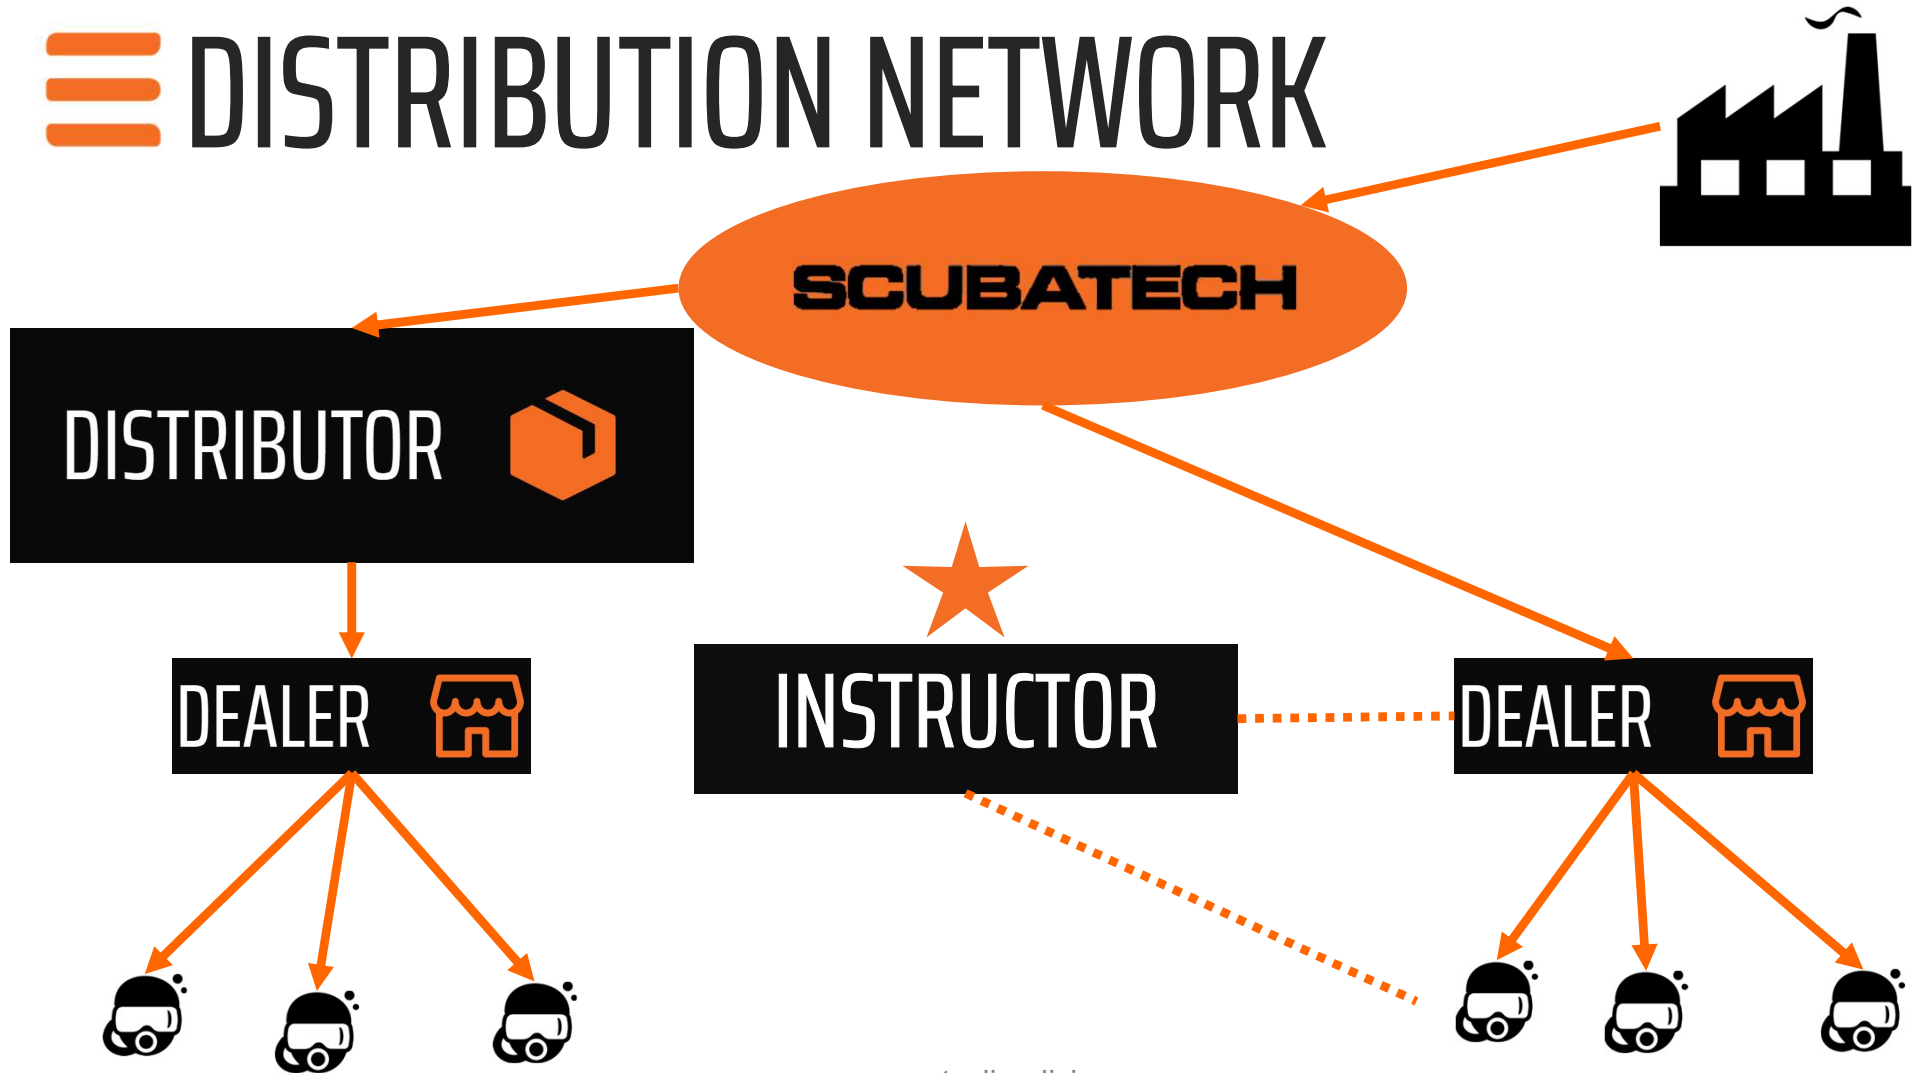 DISTRIBUTION NETWORK
SCUBATECH
DISTRIBUTOR
DEALER
INSTRUCTOR
DEALER